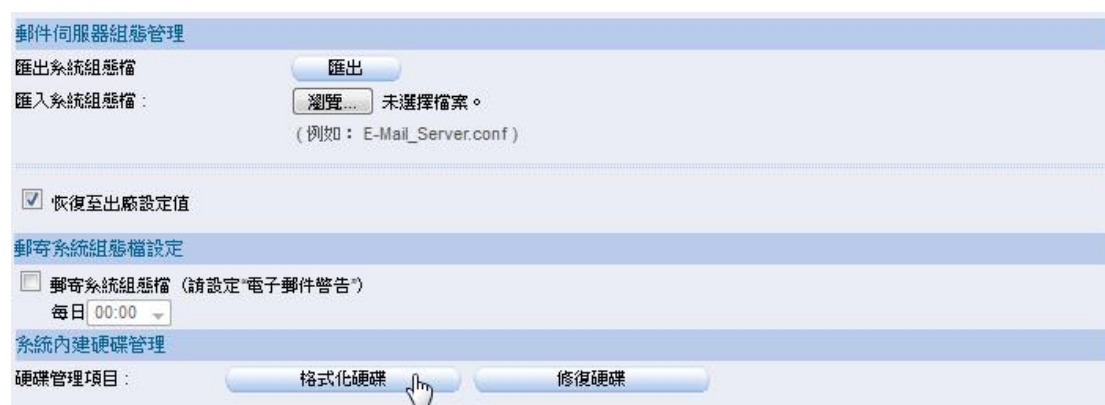 郵件伺服器組態管理
匯出系統組態檔 匯出
匯入系統組態檔： 瀏覽... 未選擇檔案。
（例如： E-Mail_Server.conf）
恢復至出廠設定值
郵寄系統組態檔設定
郵寄系統組態檔（請設定"電子郵件警告"）
每日 00:00
系統內建硬碟管理
硬碟管理項目： 格式化硬碟 修復硬碟